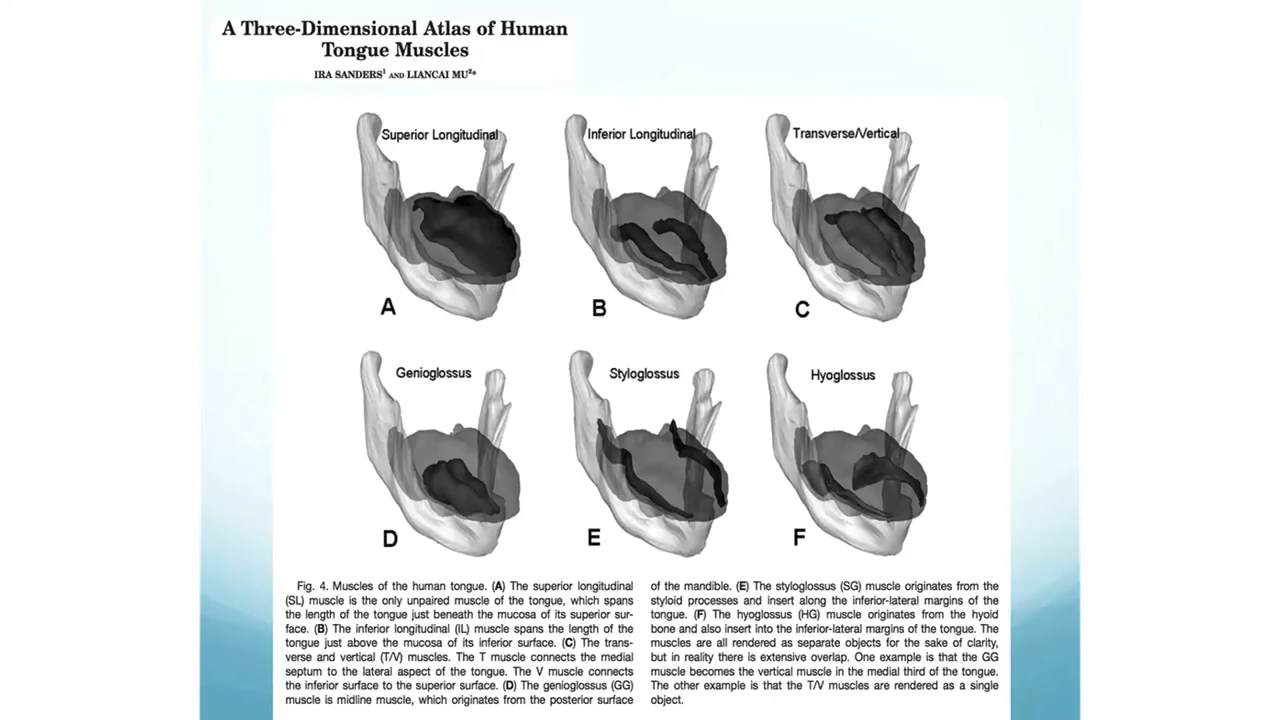 A Three-Dimensional Atlas of Human
Tongue Muscles
IRA SANDERS¹ AND LIANCAI MU²*
Superior Longitudinal
Inferior Longitudinal
Transverse/Vertical
A
B
C
Genioglossus
Styloglossus
Hyoglossus
D
E
F
Fig. 4. Muscles of the human tongue. (A) The superior longitudinal
(SL) muscle is the only unpaired muscle of the tongue, which spans
the length of the tongue just beneath the mucosa of its superior sur-
face. (B) The inferior longitudinal (IL) muscle spans the length of the
tongue just above the mucosa of its inferior surface. (C) The trans-
verse and vertical (T/V) muscles. The T muscle connects the medial
septum to the lateral aspect of the tongue. The V muscle connects
the inferior surface to the superior surface. (D) The genioglossus (GG)
muscle is midline muscle, which originates from the posterior surface
of the mandible. (E) The styloglossus (SG) muscle originates from the
styloid processes and insert along the inferior-lateral margins of the
tongue. (F) The hyoglossus (HG) muscle originates from the hyoid
bone and also insert into the inferior-lateral margins of the tongue. The
muscles are all rendered as separate objects for the sake of clarity,
but in reality there is extensive overlap. One example is that the GG
muscle becomes the vertical muscle in the medial third of the tongue.
The other example is that the T/V muscles are rendered as a single
object.